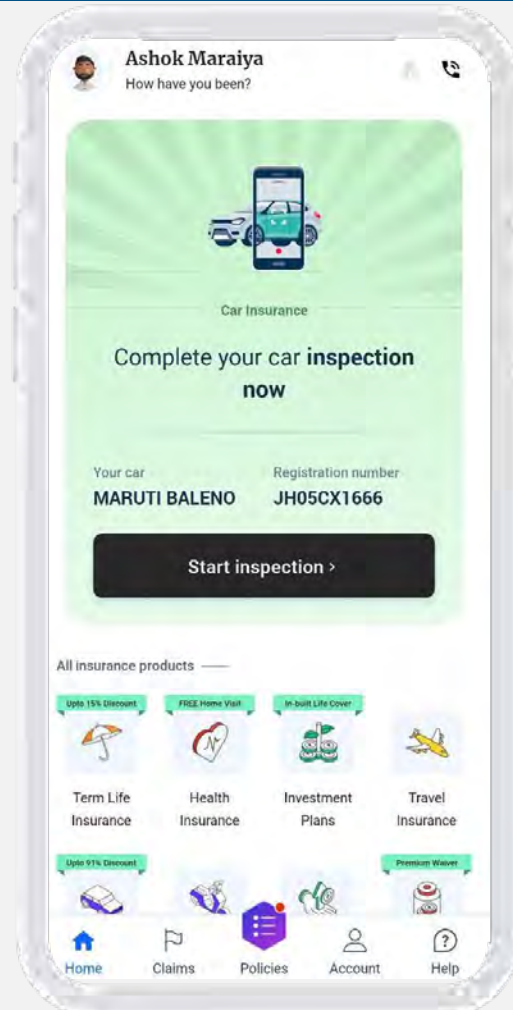 Ashok Maraiya
How have you been?
Car Insurance
Complete your car inspection
now
Your car
Registration number
MARUTI BALENO
JH05CX1666
Start inspection ›
All insurance products
Upto 15% Discount
FREE Home Visit
In-built Life Cover
Term Life
Insurance
Health
Insurance
Investment
Plans
Travel
Insurance
Upto 91% Discount
Premium Waiver
Home
Claims
Policies
Account
Help